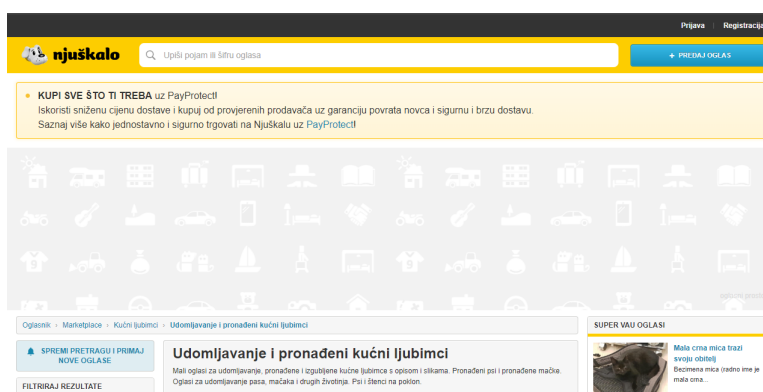 Prijava
Registracija
njuškalo
Upiši pojam ili šifru oglasa
+ PREDAJ OGLAS
KUPI SVE ŠTO TI TREBA uz PayProtect!
Iskoristi sniženu cijenu dostave i kupuj od provjerenih prodavača uz garanciju povrata novca i sigurnu i brzu dostavu.
Saznaj više kako jednostavno i sigurno trgovati na Njuškalu uz PayProtect!
9
9
Oglasnik › Marketplace › Kućni ljubimci › Udomljavanje i pronađeni kućni ljubimci
SUPER VAU OGLASI
SPREMI PRETRAGU I PRIMAJ
NOVE OGLASE
FILTRIRAJ REZULTATE
Udomljavanje i pronađeni kućni ljubimci
Mali oglasi za udomljavanje, pronađene i izgubljene kućne ljubimce s opisom i slikama. Pronađeni psi i pronađene mačke.
Oglasi za udomljavanje pasa, mačaka i drugih životinja. Psi i štenci na poklon.
Mala crna mica trazi
svoju obitelj
Bezimena mica (radno ime je
mala crna...